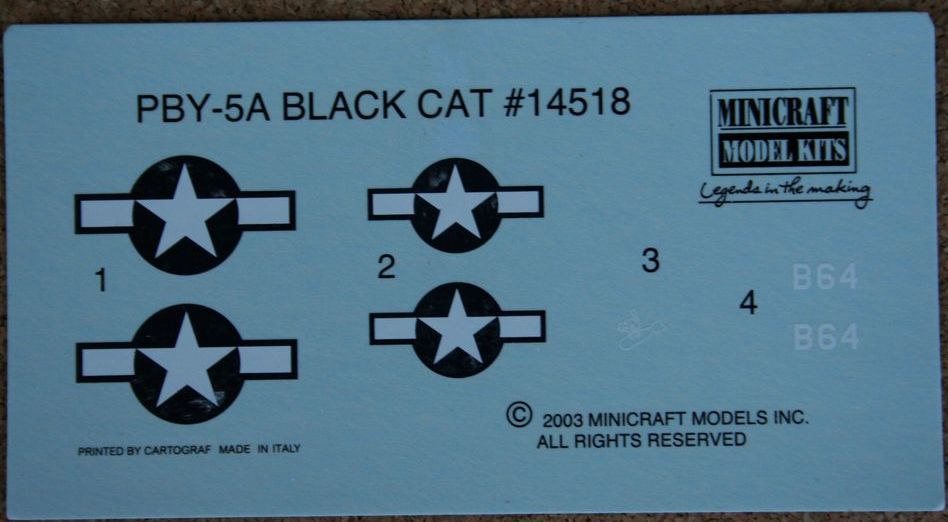 PBY-5A BLACK CAT #14518
MINICRAFT
MODEL KITS
Legends in the making
1
2
3
4
B64
B64
© 2003 MINICRAFT MODELS INC.
ALL RIGHTS RESERVED
PRINTED BY CARTOGRAF MADE IN ITALY